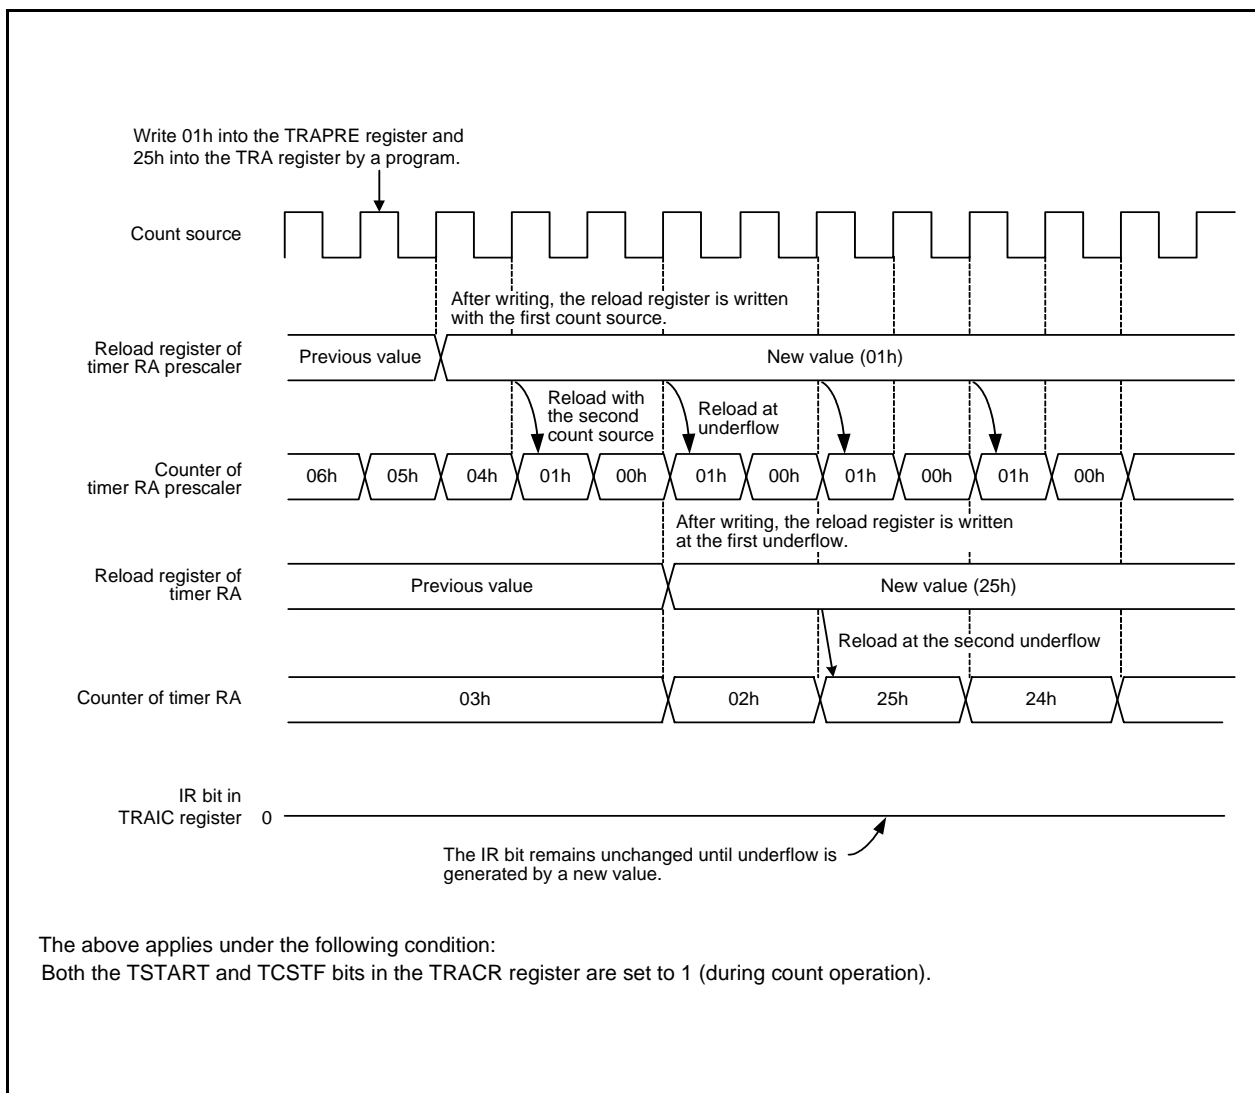 Write 01h into the TRAPRE register and
25h into the TRA register by a program.
Count source
After writing, the reload register is written
with the first count source.
Reload register of
timer RA prescaler
Previous value
New value (01h)
Reload with
the second
count source
Reload at
underflow
Counter of
timer RA prescaler
06h
05h
04h
01h
00h
01h
00h
01h
00h
01h
00h
After writing, the reload register is written
at the first underflow.
Reload register of
timer RA
Previous value
New value (25h)
Reload at the second underflow
Counter of timer RA
03h
02h
25h
24h
IR bit in
TRAIC register
0
The IR bit remains unchanged until underflow is
generated by a new value.
The above applies under the following condition:
Both the TSTART and TCSTF bits in the TRACR register are set to 1 (during count operation).